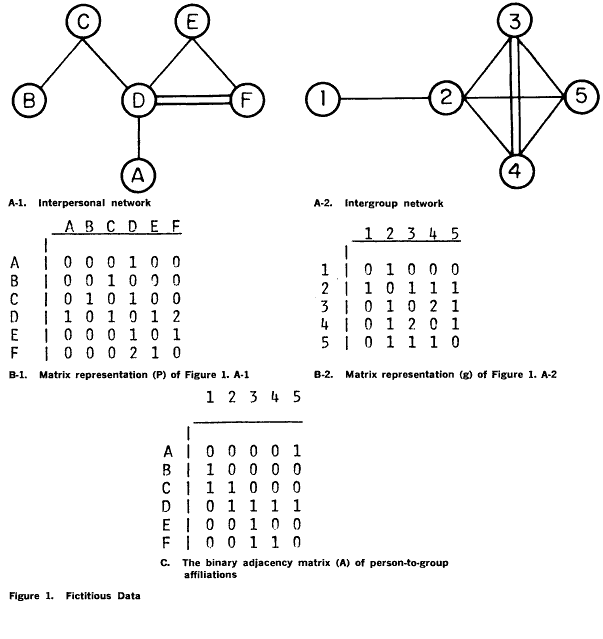 C E
B D F
A
3
1 2 5
4
A-1. Interpersonal network
A-2. Intergroup network
A B C D E F
A | 0 0 0 1 0 0
B | 0 0 1 0 0 0
C | 0 1 0 1 0 0
D | 1 0 1 0 1 2
E | 0 0 0 1 0 1
F | 0 0 0 2 1 0
1 2 3 4 5
1 | 0 1 0 0 0
2 | 1 0 1 1 1
3 | 0 1 0 2 1
4 | 0 1 2 0 1
5 | 0 1 1 1 0
B-1. Matrix representation (P) of Figure 1. A-1
B-2. Matrix representation (g) of Figure 1. A-2
1 2 3 4 5
A | 0 0 0 0 1
B | 1 0 0 0 0
C | 1 1 0 0 0
D | 0 1 1 1 1
E | 0 0 1 0 0
F | 0 0 1 1 0
C. The binary adjacency matrix (A) of person-to-group
affiliations
Figure 1. Fictitious Data